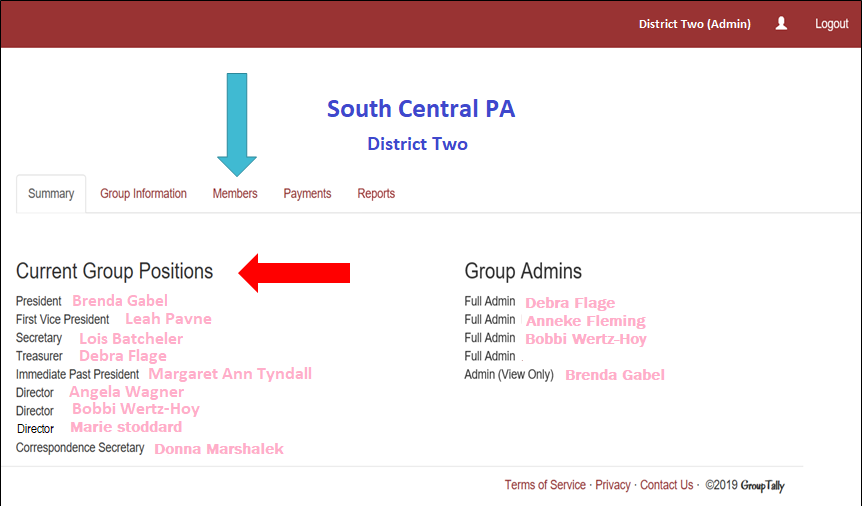 District Two (Admin) Logout
South Central PA
District Two
Summary Group Information Members Payments Reports
Current Group Positions
President Brenda Gabel
First Vice President Leah Pavne
Secretary Lois Batcheler
Treasurer Debra Flage
Immediate Past President Margaret Ann Tyndall
Director Angela Wagner
Director Bobbi Wertz-Hoy
Director Marie stoddard
Correspondence Secretary Donna Marshalek
Group Admins
Full Admin Debra Flage
Full Admin Anneke Fleming
Full Admin Bobbi Wertz-Hoy
Full Admin
Admin (View Only) Brenda Gabel
Terms of Service · Privacy · Contact Us · ©2019 GroupTally